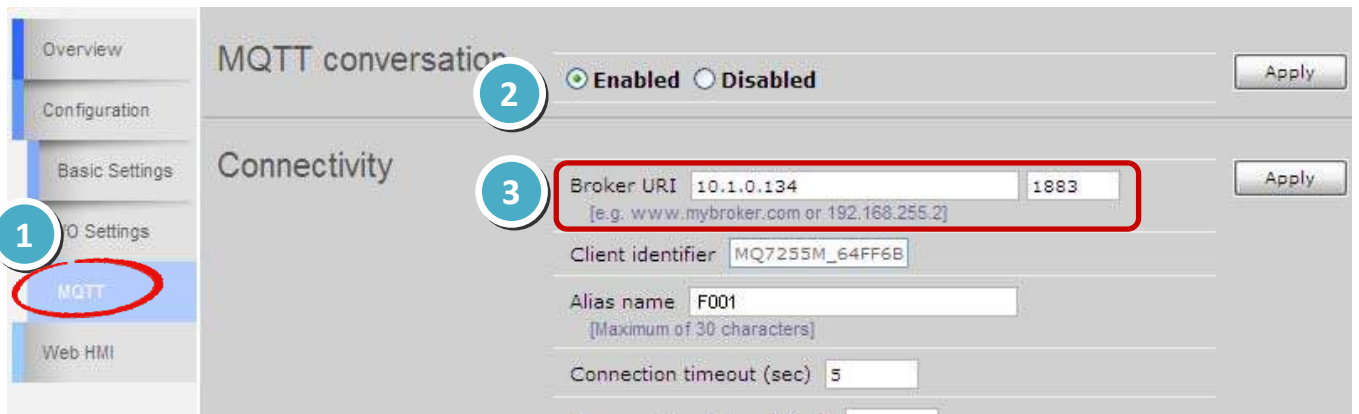 Overview
Configuration
Basic Settings
1
/O Settings
MQTT
Web HMI
MQTT conversation
2
Enabled Disabled
Apply
Connectivity
3
Broker URI 10.1.0.134 1883
Apply
[e.g. www.mybroker.com or 192.168.255.2]
Client identifier MQ7255M_64FF6B
Alias name F001
[Maximum of 30 characters]
Connection timeout (sec) 5